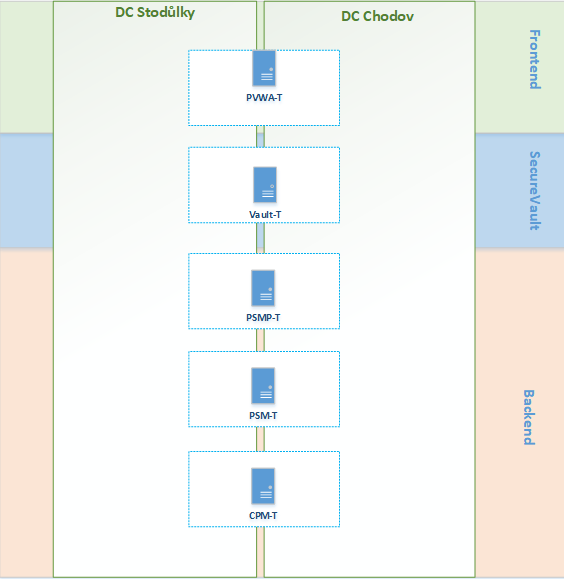 DC Stodůlky
DC Chodov
Frontend
PVWA-T
SecureVault
Vault-T
PSMP-T
PSM-T
Backend
CPM-T